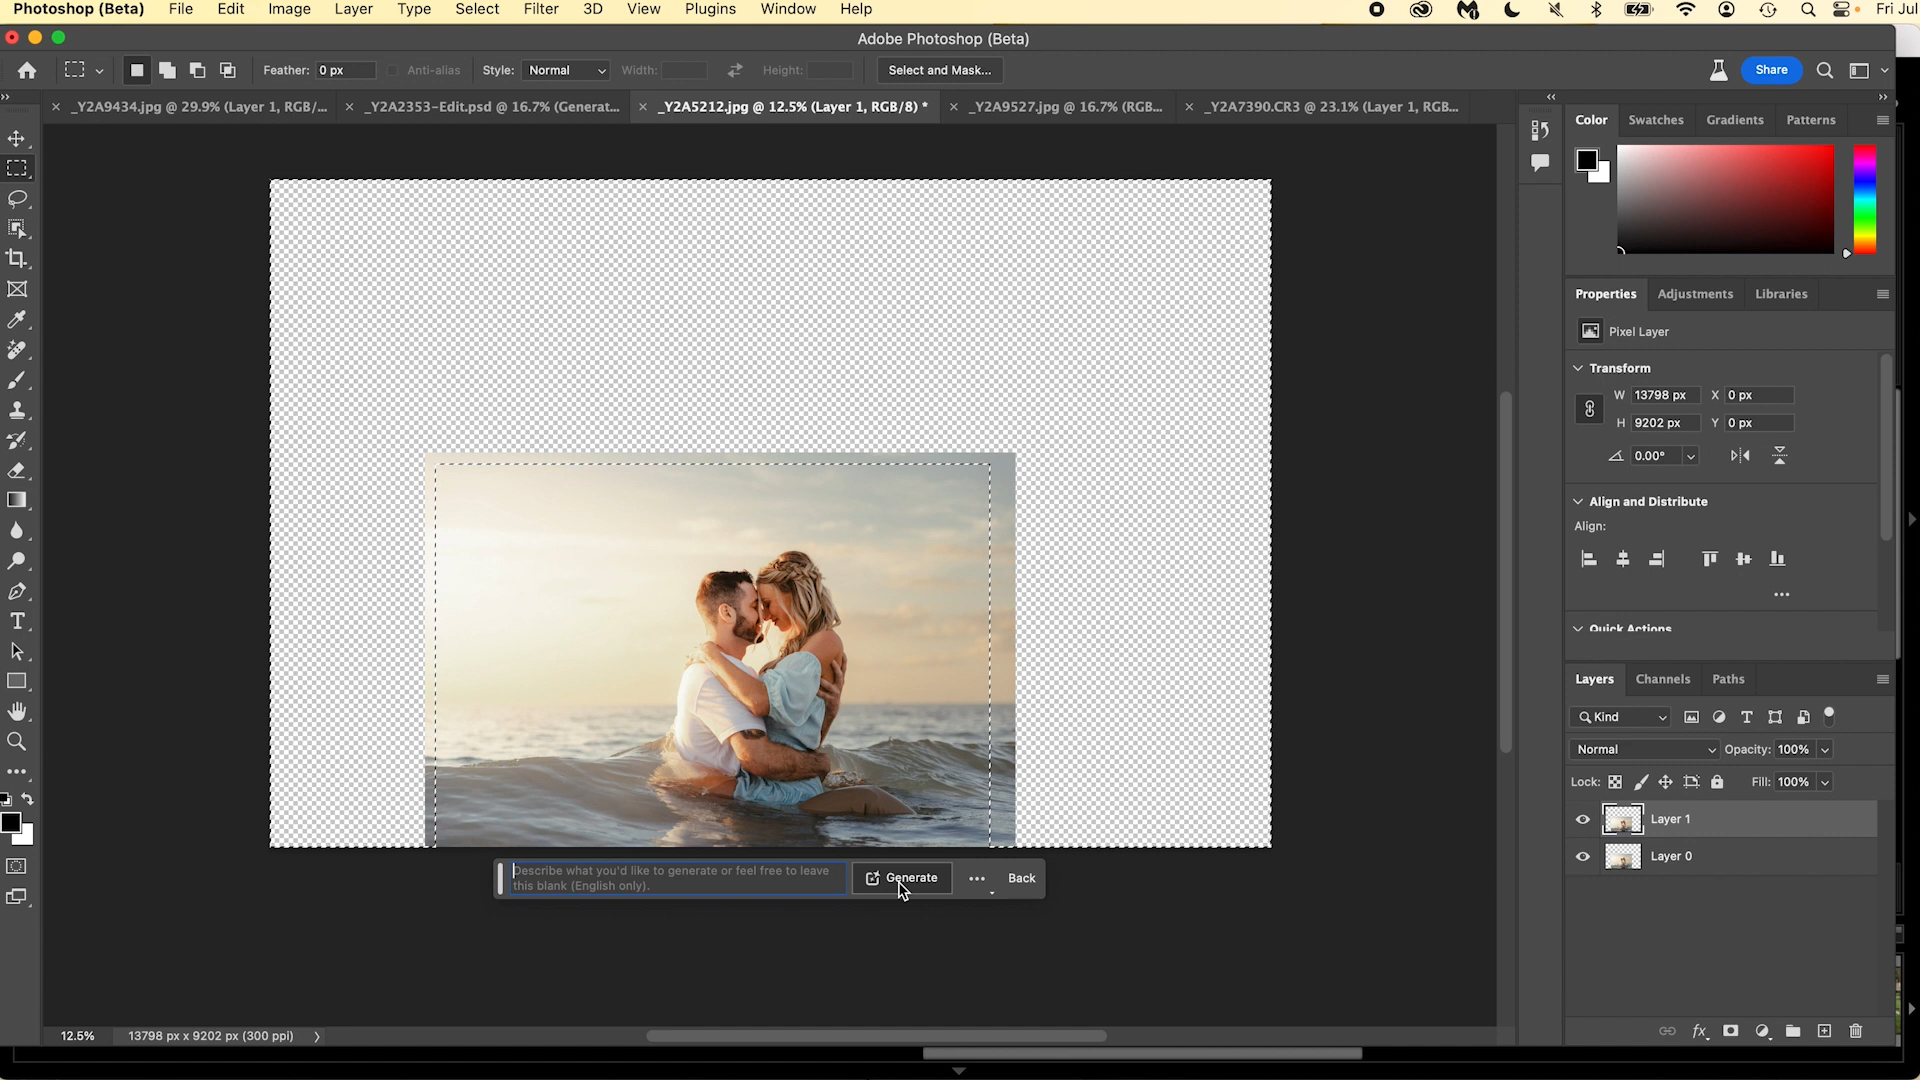 Photoshop (Beta) File Edit Image Layer Type Select Filter 3D View Plugins Window Help Fri Jul
Adobe Photoshop (Beta)
Feather: 0 px Anti-alias Style: Normal Width: Height: Select and Mask... Share
_Y2A9434.jpg @ 29.9% (Layer 1, RGB/... _Y2A2353-Edit.psd @ 16.7% (Generat... _Y2A5212.jpg @ 12.5% (Layer 1, RGB/8) * _Y2A9527.jpg @ 16.7% (RGB... _Y2A7390.CR3 @ 23.1% (Layer 1, RGB...
Color Swatches Gradients Patterns
Properties Adjustments Libraries
Pixel Layer
Transform
W 13798 px X 0 px
H 9202 px Y 0 px
0.00°
Align and Distribute
Align:
Quick Actions
Layers Channels Paths
Kind
Normal Opacity: 100%
Lock: Fill: 100%
Layer 1
Layer 0
Describe what you'd like to generate or feel free to leave
this blank (English only).
Generate
Back
12.5% 13798 px x 9202 px (300 ppi)